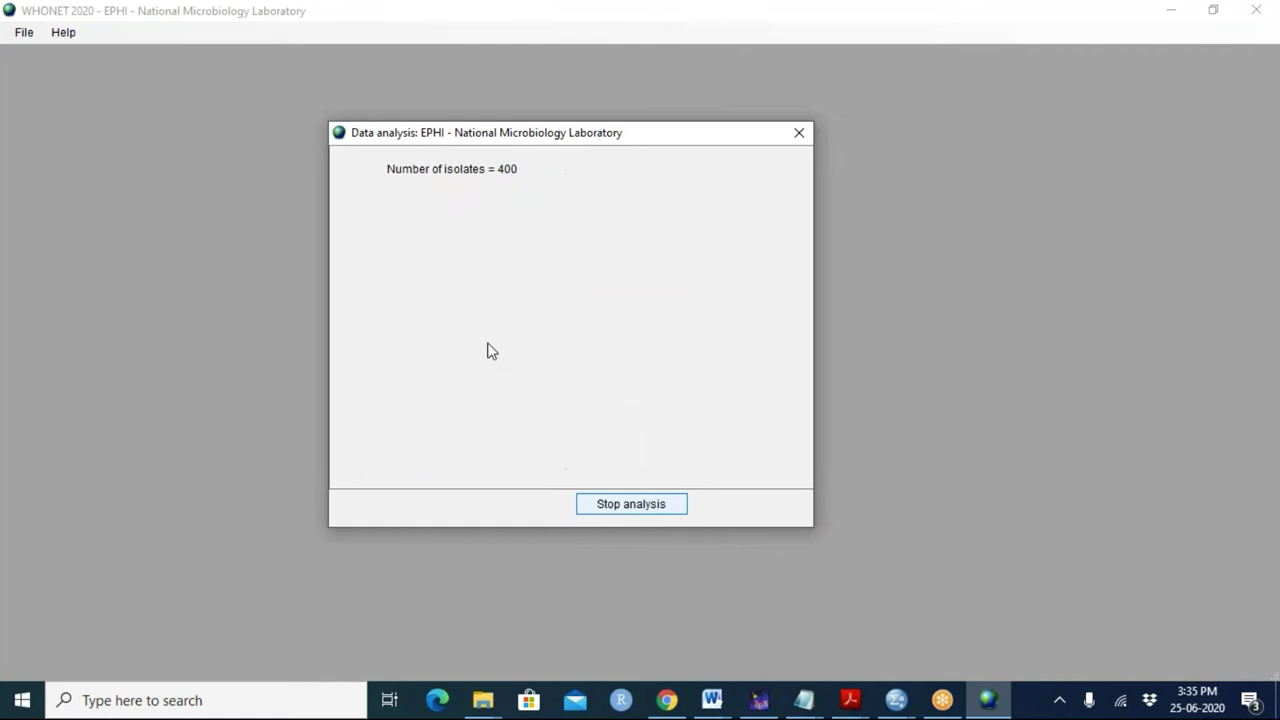 WHONET 2020 - EPHI - National Microbiology Laboratory
File Help
Data analysis: EPHI - National Microbiology Laboratory
Number of isolates = 400
Stop analysis
Type here to search
3:35 PM
25-06-2020
3